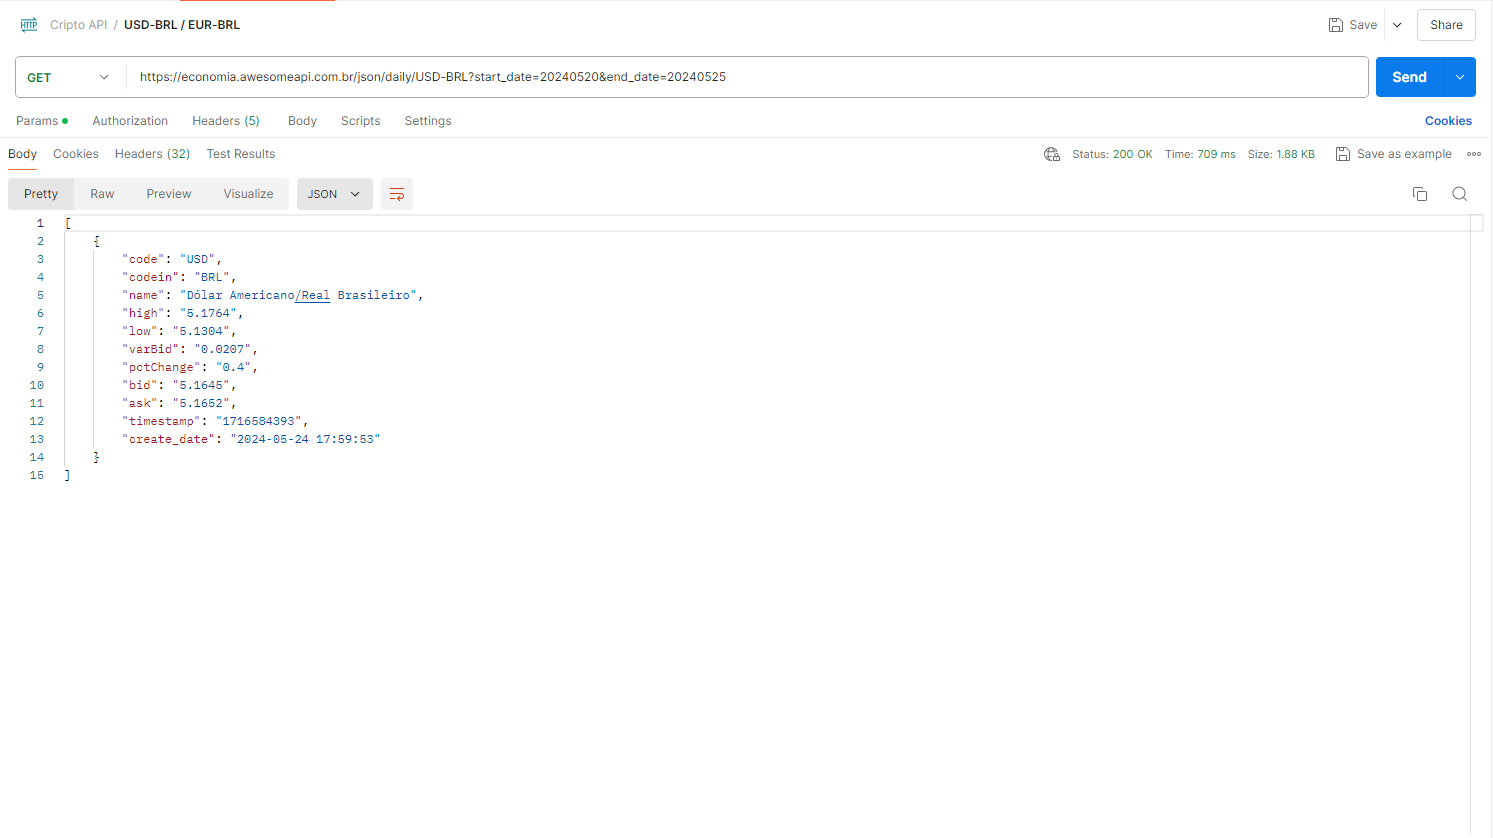 HTTP Cripto API / USD-BRL / EUR-BRL Save Share
GET https://economia.awesomeapi.com.br/json/daily/USD-BRL?start_date=20240520&end_date=20240525 Send
Params Authorization Headers (5) Body Scripts Settings Cookies
Body Cookies Headers (32) Test Results Status: 200 OK Time: 709 ms Size: 1.88 KB Save as example
Pretty Raw Preview Visualize JSON
1 [
2 {
3 "code": "USD",
4 "codein": "BRL",
5 "name": "Dólar Americano/Real Brasileiro",
6 "high": "5.1764",
7 "low": "5.1304",
8 "varBid": "0.0207",
9 "pctChange": "0.4",
10 "bid": "5.1645",
11 "ask": "5.1652",
12 "timestamp": "1716584393",
13 "create_date": "2024-05-24 17:59:53"
14 }
15 ]